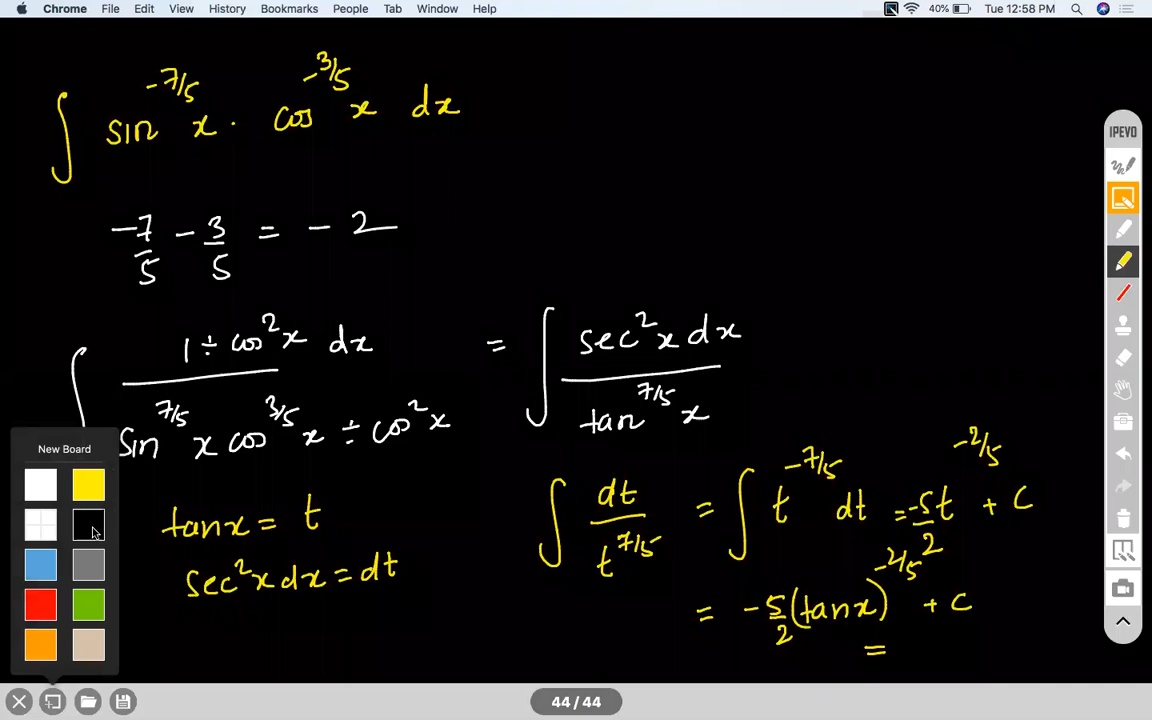 Chrome File Edit View History Bookmarks People Tab Window Help 40% Tue 12:58 PM
∫ sin^(-7/5) x · cos^(-3/5) x dx
-7/5 - 3/5 = - 2
∫ (1 ÷ cos²x dx) / (sin^(7/5) x cos^(3/5) x ÷ cos²x) = ∫ sec²x dx / tan^(7/5) x
tanx = t
sec²x dx = dt
∫ dt / t^(7/5) = ∫ t^(-7/5) dt = -5/2 t^(-2/5) + c
= -5/2 (tanx)^(-2/5) + c
=
IPEVO
New Board
44 / 44